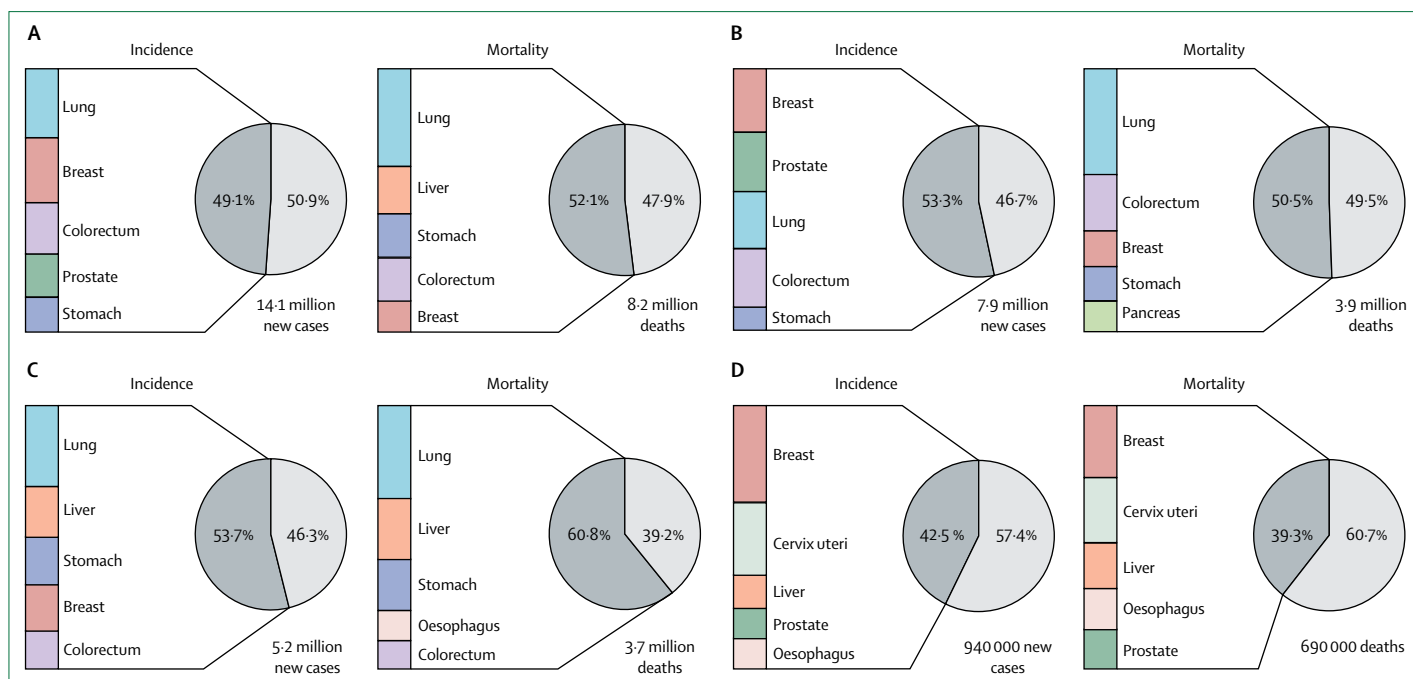 A
Incidence
Lung
Breast
Colorectum
Prostate
Stomach
49·1%
50·9%
14·1 million
new cases
Mortality
Lung
Liver
Stomach
Colorectum
Breast
52·1%
47·9%
8·2 million
deaths
B
Incidence
Breast
Prostate
Lung
Colorectum
Stomach
53·3%
46·7%
7·9 million
new cases
Mortality
Lung
Colorectum
Breast
Stomach
Pancreas
50·5%
49·5%
3·9 million
deaths
C
Incidence
Lung
Liver
Stomach
Breast
Colorectum
53·7%
46·3%
5·2 million
new cases
Mortality
Lung
Liver
Stomach
Oesophagus
Colorectum
60·8%
39·2%
3·7 million
deaths
D
Incidence
Breast
Cervix uteri
Liver
Prostate
Oesophagus
42·5 %
57·4%
940 000 new
cases
Mortality
Breast
Cervix uteri
Liver
Oesophagus
Prostate
39·3%
60·7%
690 000 deaths